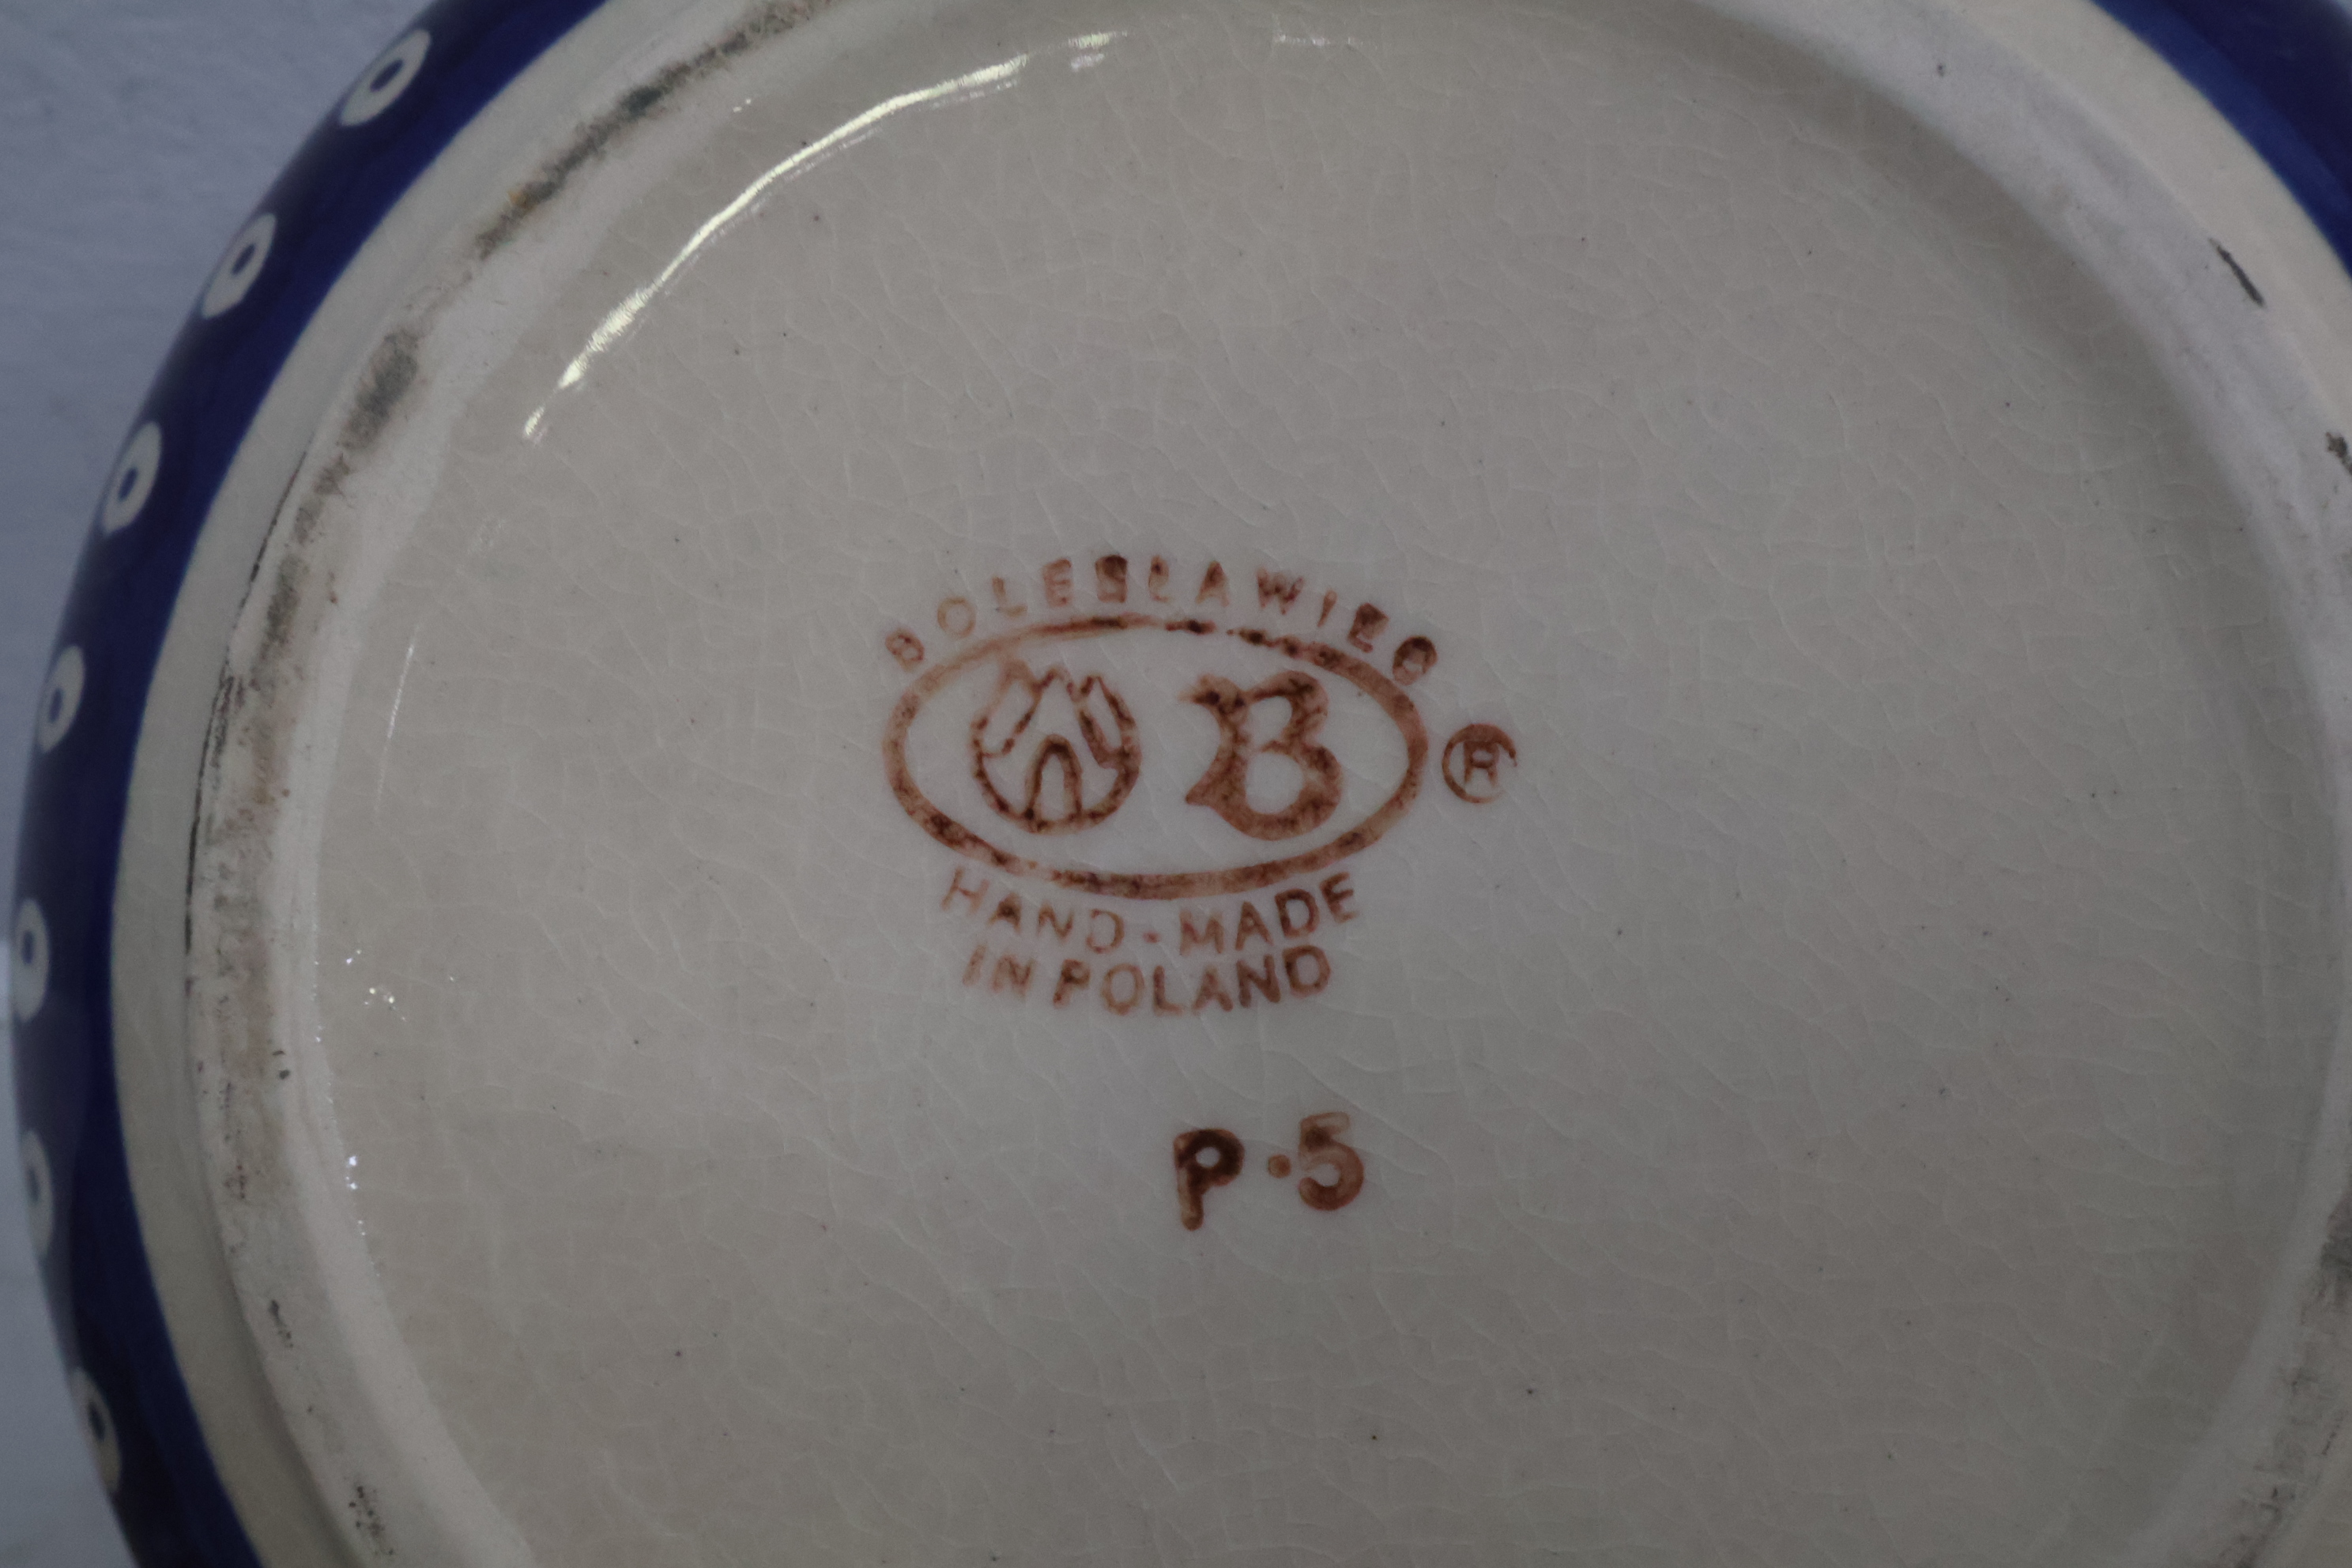 BOLESŁAWIEC
B ®
HAND·MADE
IN POLAND
P·5